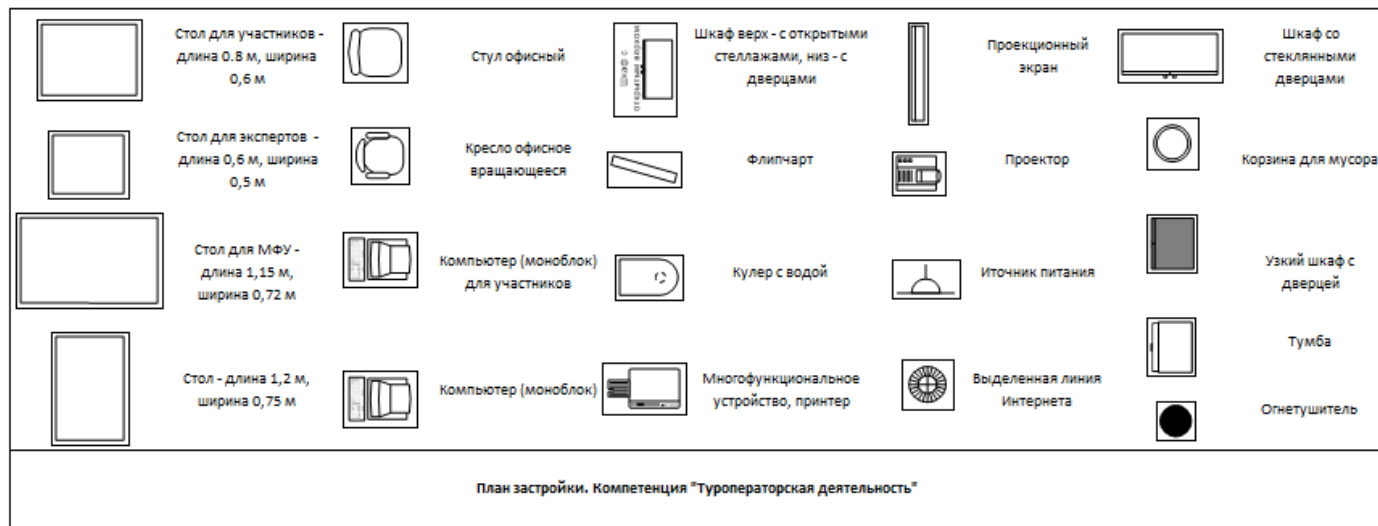 Стол для участников -
длина 0.8 м, ширина
0,6 м
Стул офисный
Шкаф с
открытым верхом
Шкаф верх - с открытыми
стеллажами, низ - с
дверцами
Проекционный
экран
Шкаф со
стеклянными
дверцами
Стол для экспертов -
длина 0,6 м, ширина
0,5 м
Кресло офисное
вращающееся
Флипчарт
Проектор
Корзина для мусора
Стол для МФУ -
длина 1,15 м,
ширина 0,72 м
Компьютер (моноблок)
для участников
Кулер с водой
Иточник питания
Узкий шкаф с
дверцей
Стол - длина 1,2 м,
ширина 0,75 м
Компьютер (моноблок)
Многофункциональное
устройство, принтер
Выделенная линия
Интернета
Тумба
Огнетушитель
План застройки. Компетенция "Туроператорская деятельность"